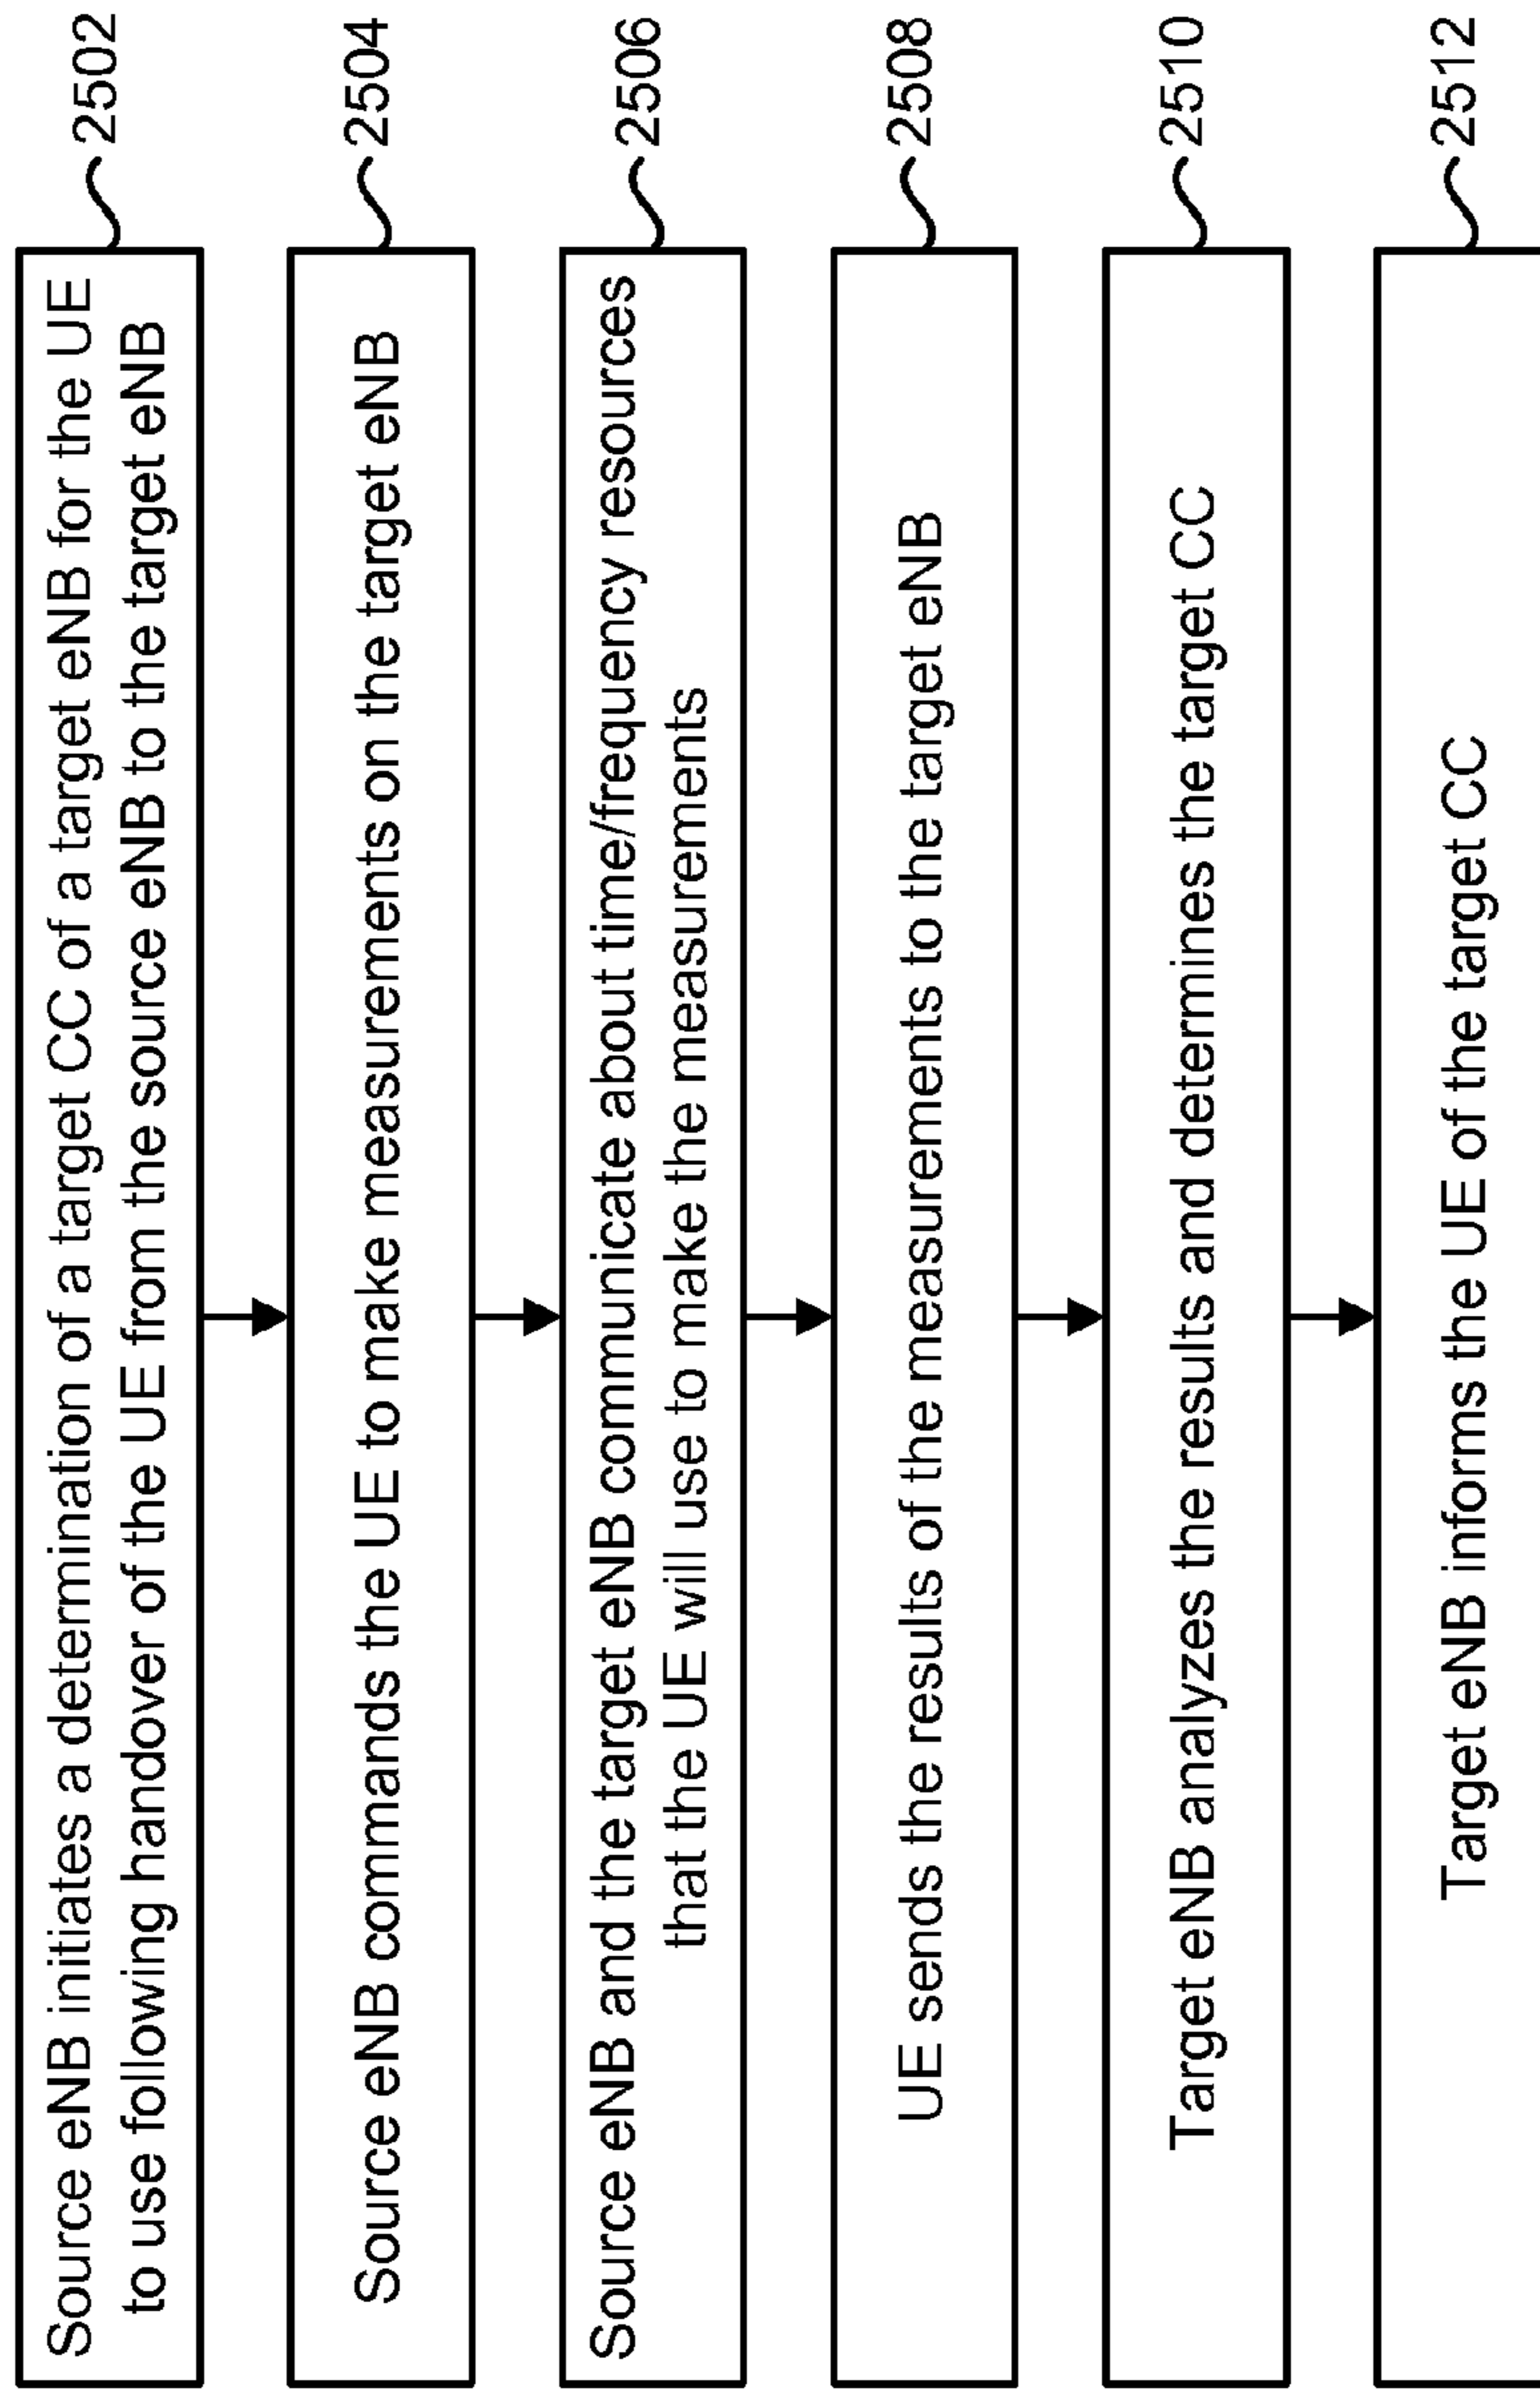 Source eNB initiates a determination of a target CC of a target eNB for the UE
to use following handover of the UE from the source eNB to the target eNB
2502
Source eNB commands the UE to make measurements on the target eNB
2504
Source eNB and the target eNB communicate about time/frequency resources
that the UE will use to make the measurements
2506
UE sends the results of the measurements to the target eNB
2508
Target eNB analyzes the results and determines the target CC
2510
Target eNB informs the UE of the target CC
2512